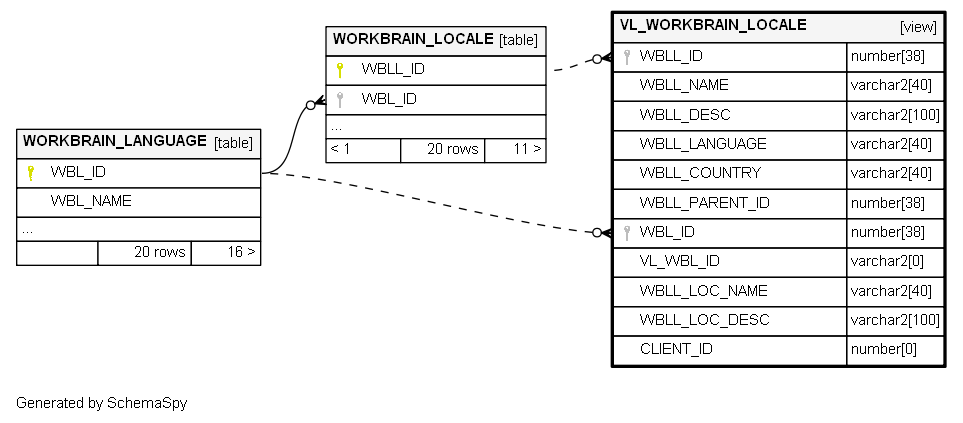 WORKBRAIN_LANGUAGE [table]
WBL_ID
WBL_NAME
...
20 rows 16 >
WORKBRAIN_LOCALE [table]
WBLL_ID
WBL_ID
...
< 1 20 rows 11 >
VL_WORKBRAIN_LOCALE [view]
WBLL_ID number[38]
WBLL_NAME varchar2[40]
WBLL_DESC varchar2[100]
WBLL_LANGUAGE varchar2[40]
WBLL_COUNTRY varchar2[40]
WBLL_PARENT_ID number[38]
WBL_ID number[38]
VL_WBL_ID varchar2[0]
WBLL_LOC_NAME varchar2[40]
WBLL_LOC_DESC varchar2[100]
CLIENT_ID number[0]
Generated by SchemaSpy